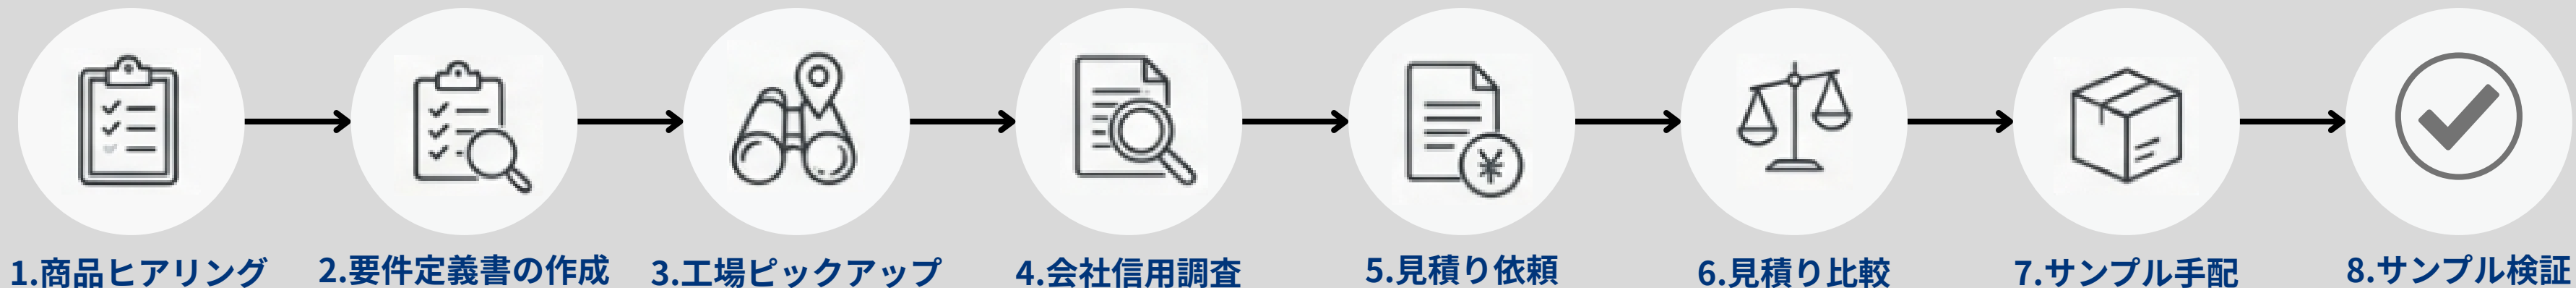 1.商品ヒアリング
2.要件定義書の作成
3.工場ピックアップ
4.会社信用調査
5.見積り依頼
6.見積り比較
7.サンプル手配
8.サンプル検証
¥